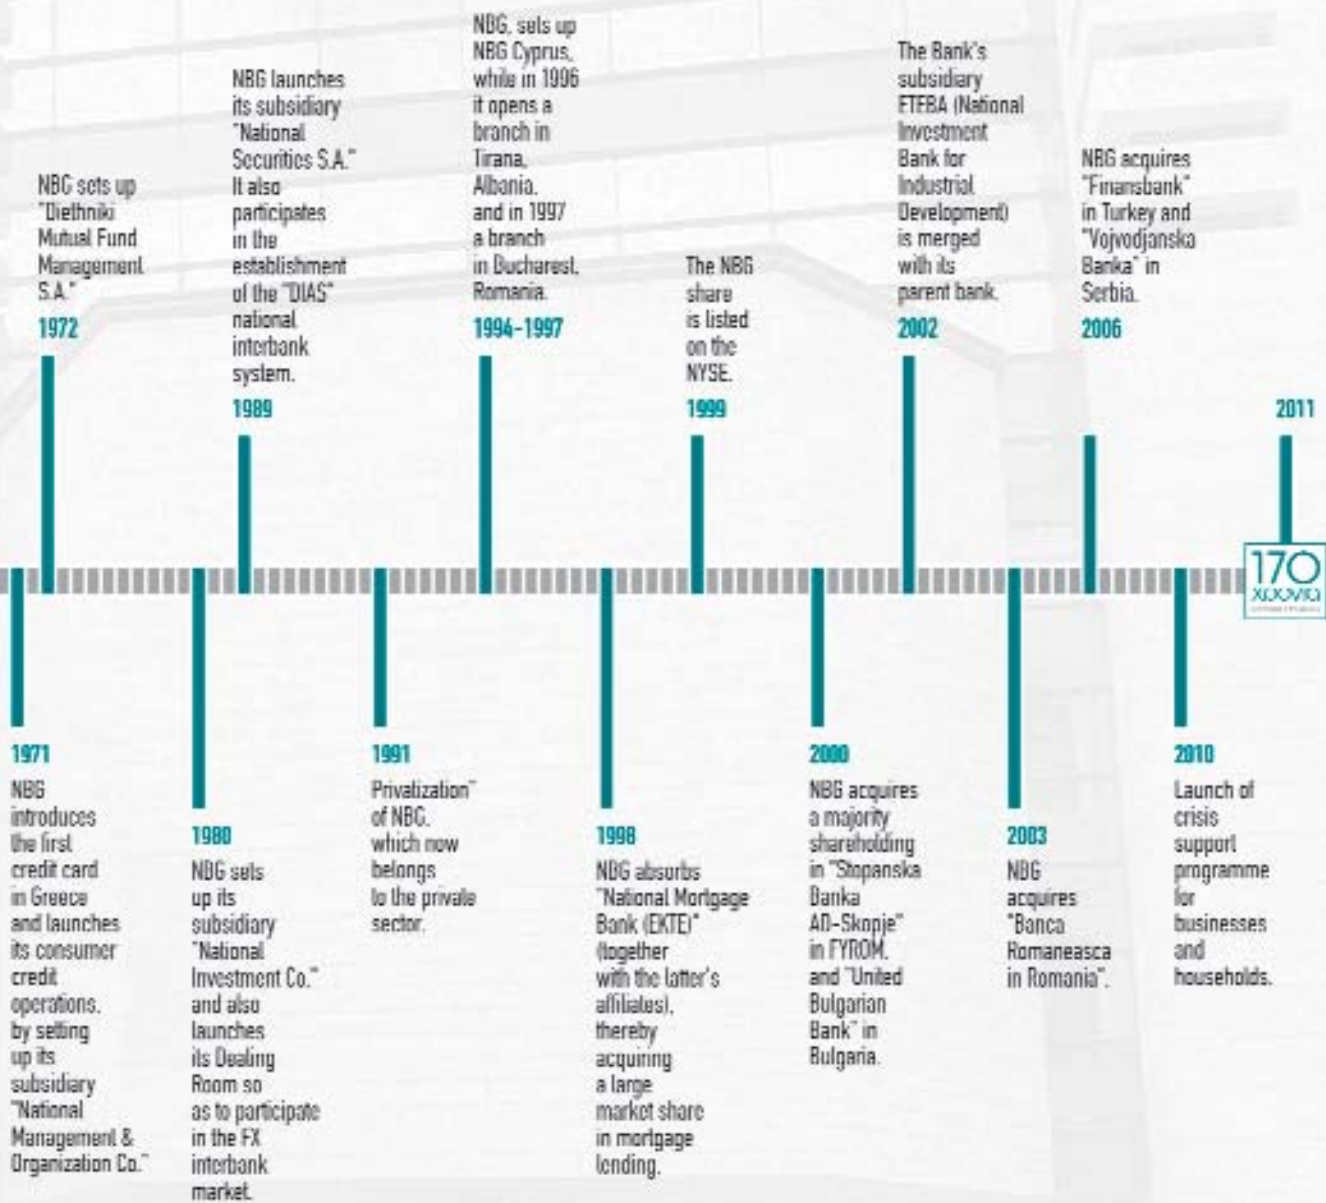 NBG sets up
"Diethniki
Mutual Fund
Management
S.A."
1972
NBG launches
its subsidiary
"National
Securities S.A."
It also
participates
in the
establishment
of the "DIAS"
national
interbank
system.
1989
NBG, sets up
NBG Cyprus,
while in 1996
it opens a
branch in
Tirana,
Albania,
and in 1997
a branch
in Bucharest,
Romania.
1994-1997
The NBG
share
is listed
on the
NYSE.
1999
The Bank's
subsidiary
ETEBA (National
Investment
Bank for
Industrial
Development)
is merged
with its
parent bank.
2002
NBG acquires
"Finansbank"
in Turkey and
"Vojvodjanska
Banka" in
Serbia.
2006
2011
170
χρόνια
1971
NBG
introduces
the first
credit card
in Greece
and launches
its consumer
credit
operations,
by setting
up its
subsidiary
"National
Management &
Organization Co."
1980
NBG sets
up its
subsidiary
"National
Investment Co."
and also
launches
its Dealing
Room so
as to participate
in the FX
interbank
market.
1991
Privatization"
of NBG,
which now
belongs
to the private
sector.
1998
NBG absorbs
"National Mortgage
Bank (EKTE)"
(together
with the latter's
affiliates),
thereby
acquiring
a large
market share
in mortgage
lending.
2000
NBG acquires
a majority
shareholding
in "Stopanska
Banka
AD-Skopje"
in FYROM,
and "United
Bulgarian
Bank" in
Bulgaria.
2003
NBG
acquires
"Banca
Romaneasca
in Romania".
2010
Launch of
crisis
support
programme
for
businesses
and
households.